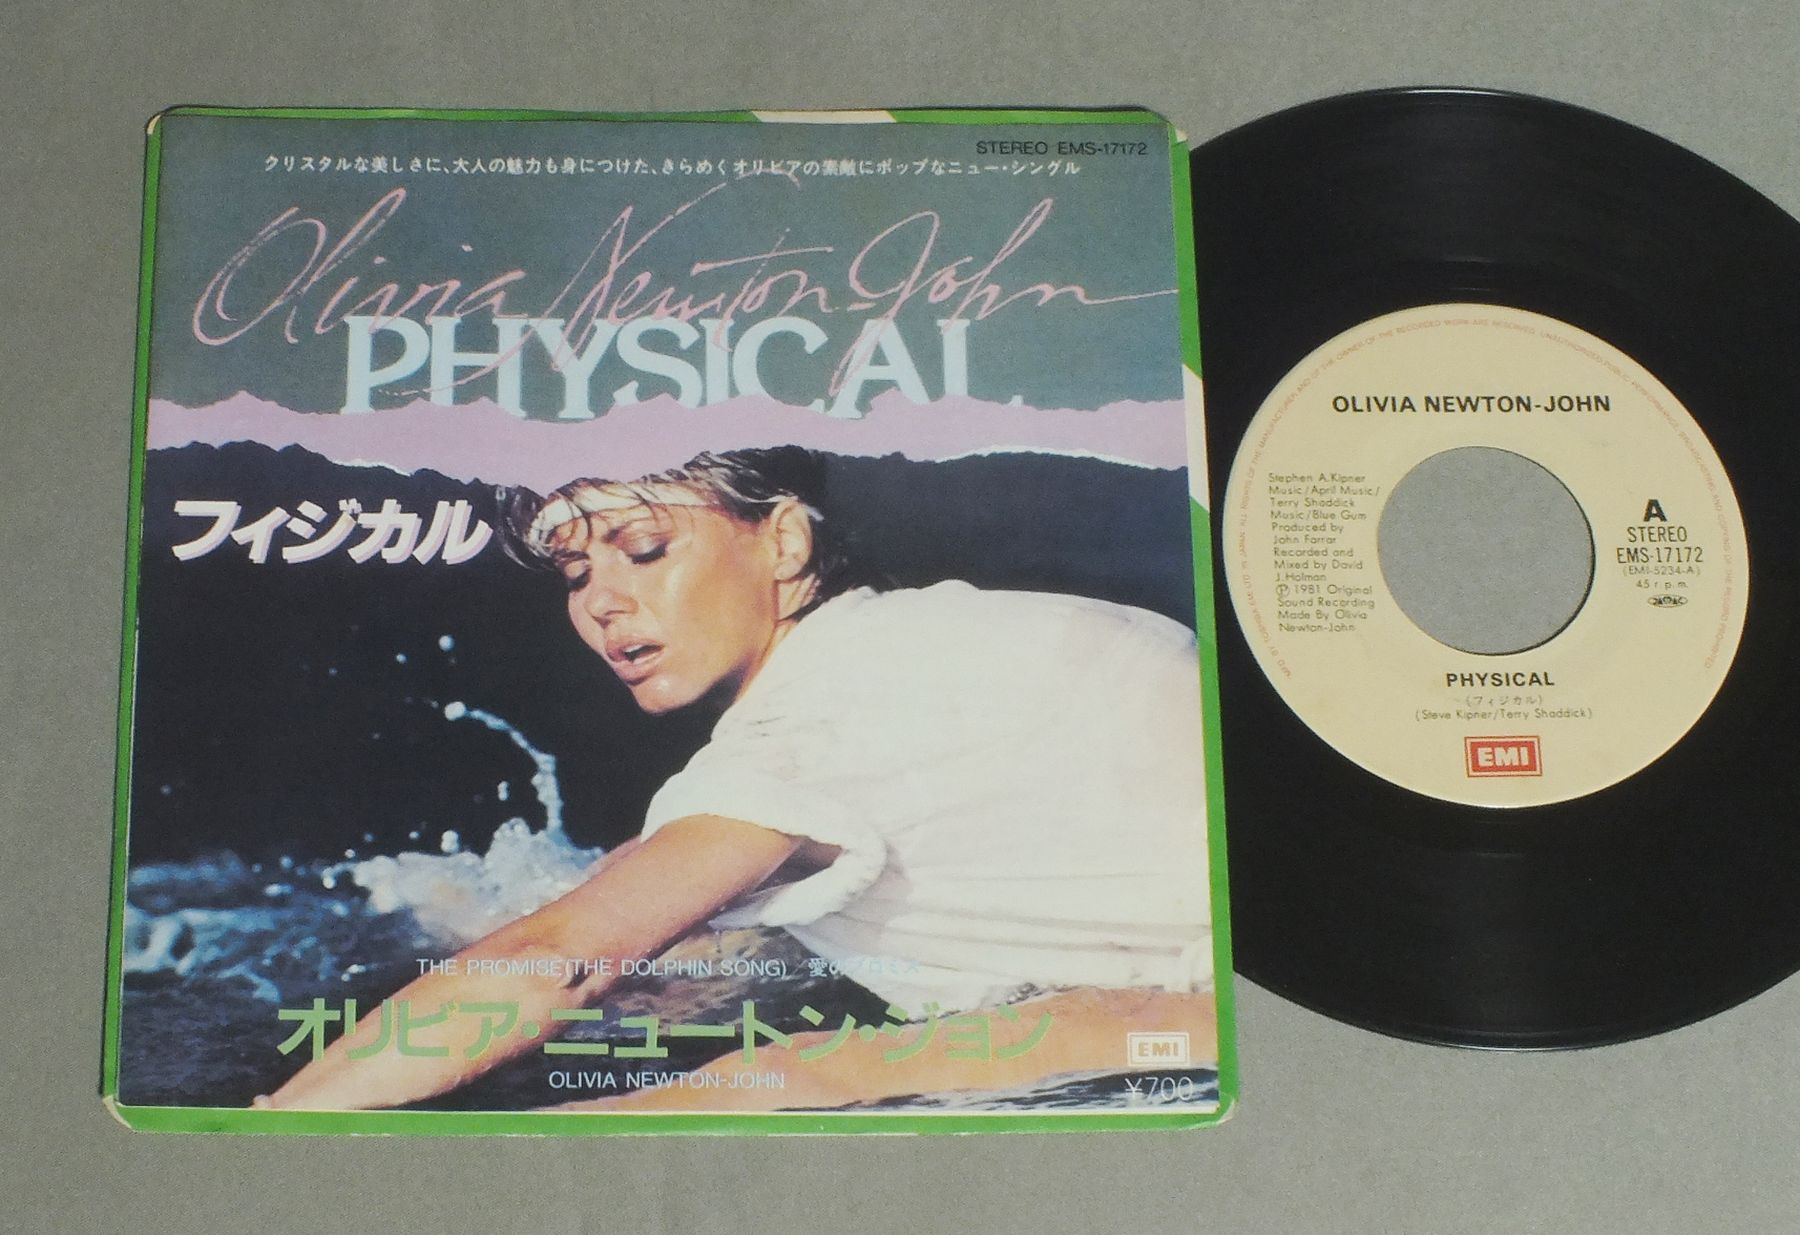 STEREO EMS-17172
クリスタルな美しさに、大人の魅力も身につけた、きらめくオリビアの素敵にポップなニュー・シングル
Olivia Newton-John
PHYSICAL
フィジカル
THE PROMISE(THE DOLPHIN SONG) 愛のプロミス
オリビア・ニュートン・ジョン
OLIVIA NEWTON-JOHN
EMI
¥700
OLIVIA NEWTON-JOHN
Stephen A.Kipner
Music/April Music/
Terry Shaddick
Music/Blue Gum
Produced by
John Farrar
Recorded and
Mixed by David
J.Holman
Ⓟ 1981 Original
Sound Recording
Made By Olivia
Newton-John
A
STEREO
EMS-17172
(EMI-5234-A)
45 r.p.m.
PHYSICAL
(フィジカル)
(Steve Kipner/Terry Shaddick)
EMI